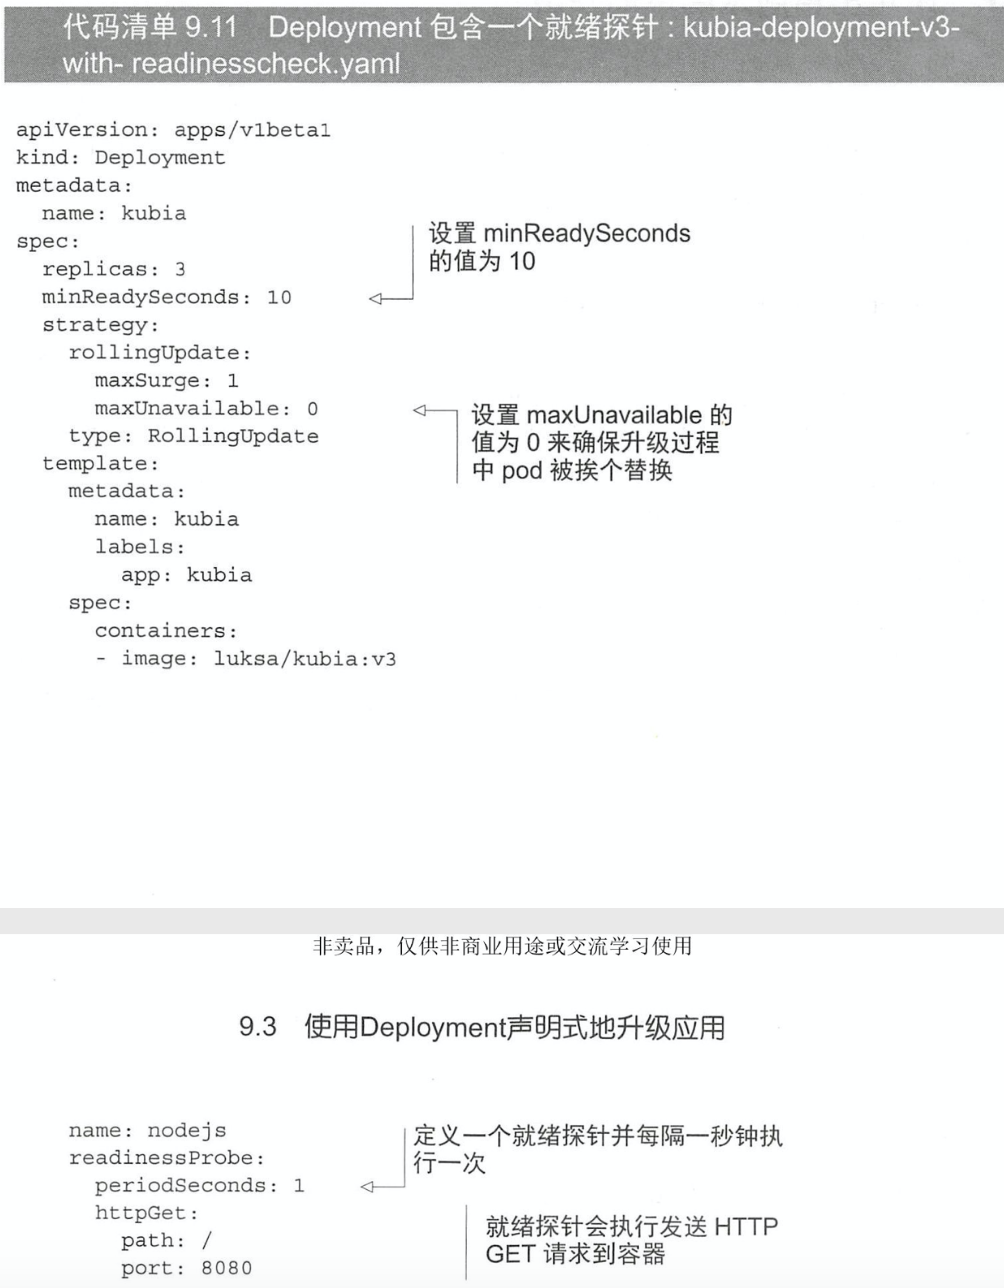 代码清单 9.11 Deployment 包含一个就绪探针：kubia-deployment-v3-
with- readinesscheck.yaml
apiVersion: apps/v1beta1
kind: Deployment
metadata:
  name: kubia
spec:
  replicas: 3
  minReadySeconds: 10
设置 minReadySeconds
的值为 10
  strategy:
    rollingUpdate:
      maxSurge: 1
      maxUnavailable: 0
    type: RollingUpdate
设置 maxUnavailable 的
值为 0 来确保升级过程
中 pod 被挨个替换
  template:
    metadata:
      name: kubia
      labels:
        app: kubia
    spec:
      containers:
      - image: luksa/kubia:v3
非卖品，仅供非商业用途或交流学习使用
9.3 使用Deployment声明式地升级应用
    name: nodejs
    readinessProbe:
      periodSeconds: 1
定义一个就绪探针并每隔一秒钟执
行一次
      httpGet:
        path: /
        port: 8080
就绪探针会执行发送 HTTP
GET 请求到容器